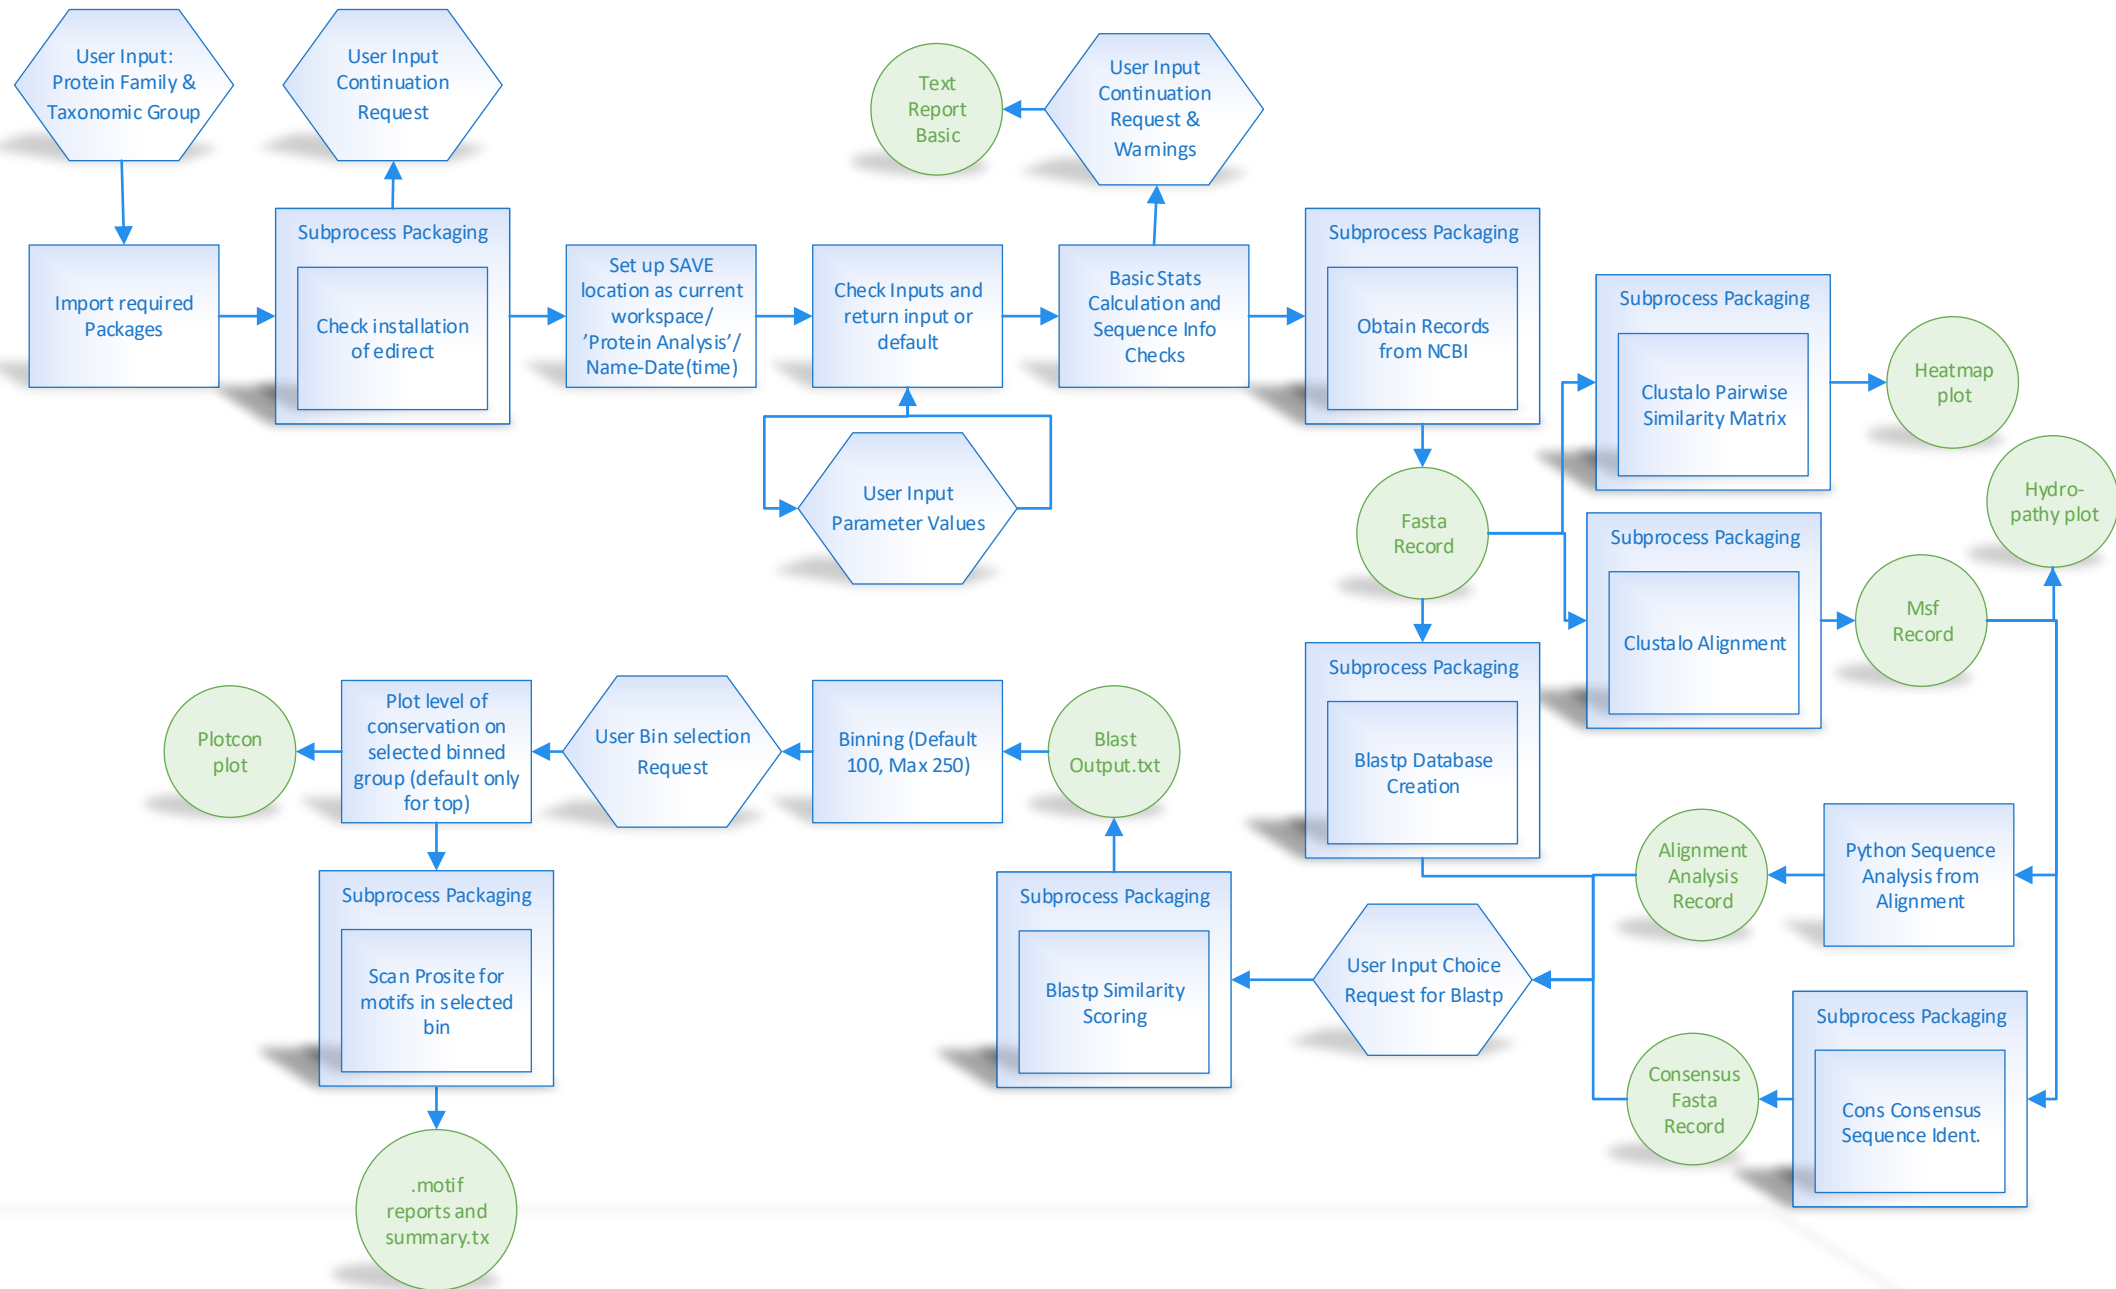 User Input:
Protein Family &
Taxonomic Group
User Input
Continuation
Request
Text
Report
Basic
User Input
Continuation
Request &
Warnings
Import required
Packages
Subprocess Packaging
Check installation
of edirect
Set up SAVE
location as current
workspace/
’Protein Analysis’/
Name-Date(time)
Check Inputs and
return input or
default
User Input
Parameter Values
Basic Stats
Calculation and
Sequence Info
Checks
Subprocess Packaging
Obtain Records
from NCBI
Fasta
Record
Subprocess Packaging
Clustalo Pairwise
Similarity Matrix
Heatmap
plot
Hydro-
pathy plot
Subprocess Packaging
Clustalo Alignment
Msf
Record
Subprocess Packaging
Blastp Database
Creation
Python Sequence
Analysis from
Alignment
Alignment
Analysis
Record
Subprocess Packaging
Cons Consensus
Sequence Ident.
Consensus
Fasta
Record
User Input Choice
Request for Blastp
Subprocess Packaging
Blastp Similarity
Scoring
Blast
Output.txt
Binning (Default
100, Max 250)
User Bin selection
Request
Plot level of
conservation on
selected binned
group (default only
for top)
Plotcon
plot
Subprocess Packaging
Scan Prosite for
motifs in selected
bin
.motif
reports and
summary.tx